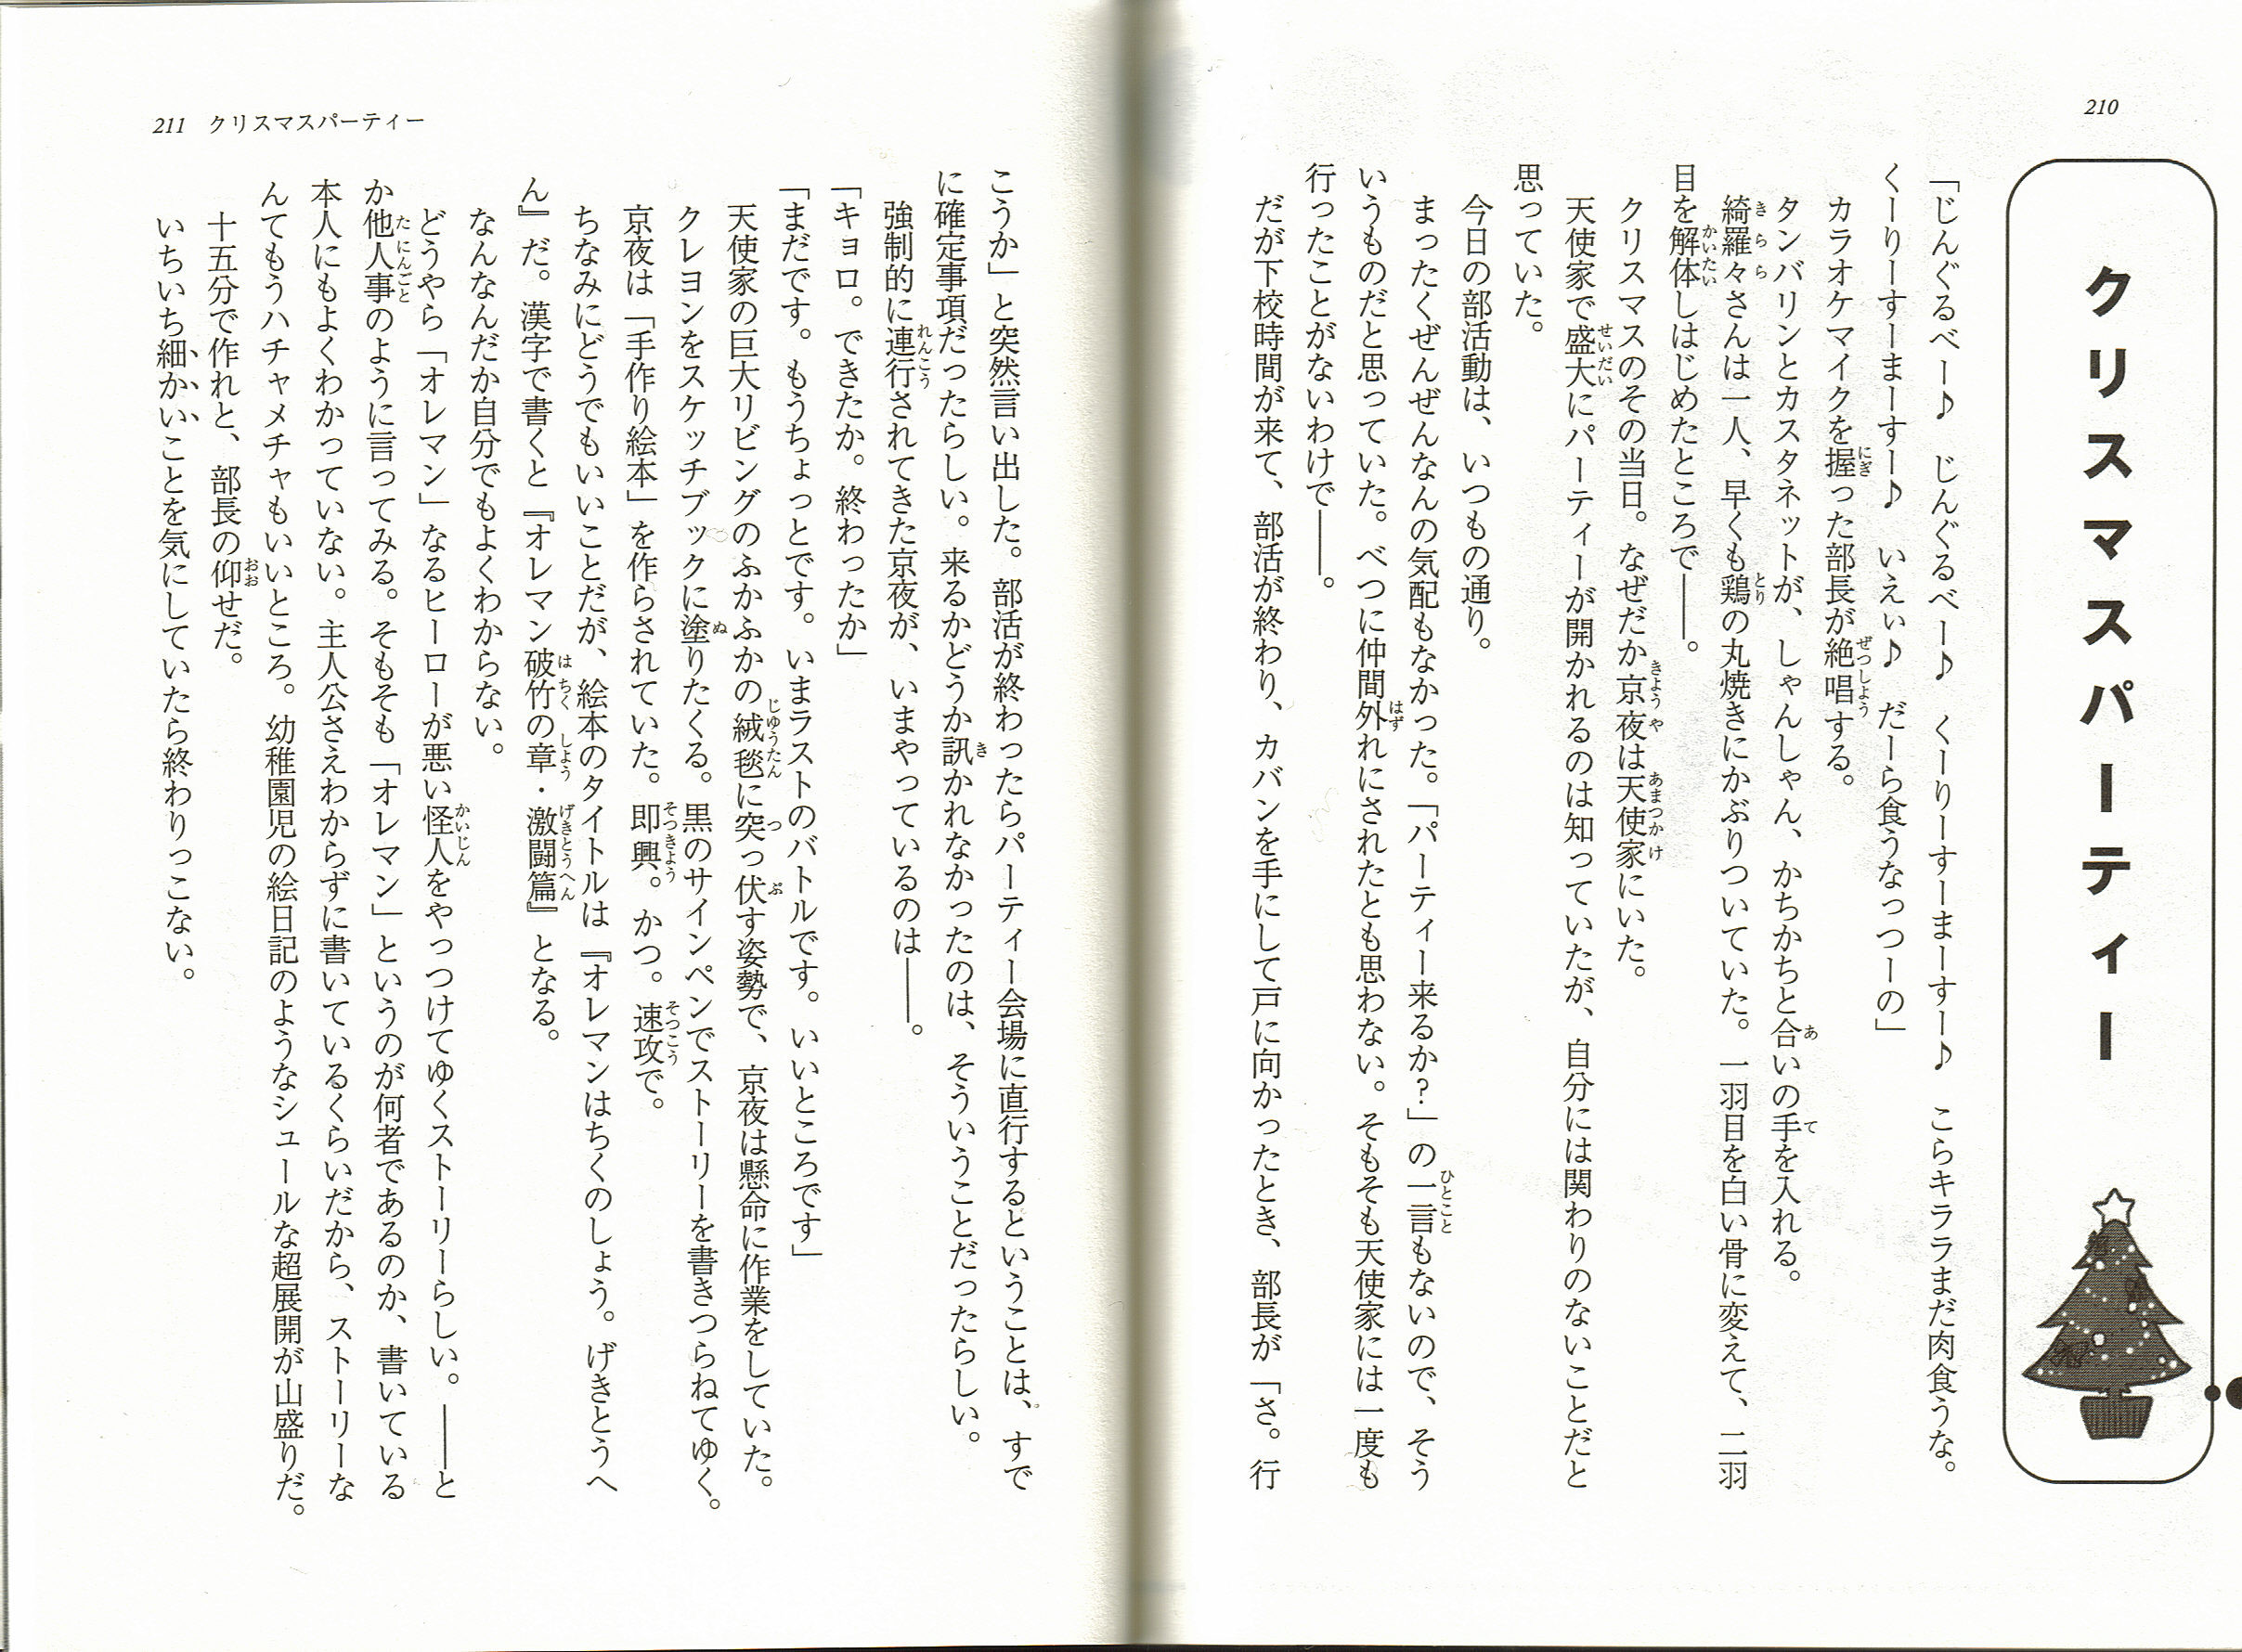 210
クリスマスパーティー
「じんぐるべー♪　じんぐるべー♪　くーりーすーまーすー♪　こらキララまだ肉食うな。
くーりーすーまーすー♪　いえぃ♪　だーら食うなっつーの」
カラオケマイクを握った部長が絶唱する。
タンバリンとカスタネットが、しゃんしゃん、かちかちと合いの手を入れる。
綺羅々さんは一人、早くも鶏の丸焼きにかぶりついていた。一羽目を白い骨に変えて、二羽
目を解体しはじめたところで――。
クリスマスのその当日。なぜだか京夜は天使家にいた。
天使家で盛大にパーティーが開かれるのは知っていたが、自分には関わりのないことだと
思っていた。
今日の部活動は、いつもの通り。
まったくぜんぜんなんの気配もなかった。「パーティー来るか？」の一言もないので、そう
いうものだと思っていた。べつに仲間外れにされたとも思わない。そもそも天使家には一度も
行ったことがないわけで――。
だが下校時間が来て、部活が終わり、カバンを手にして戸に向かったとき、部長が「さ。行
211　クリスマスパーティー
こうか」と突然言い出した。部活が終わったらパーティー会場に直行するということは、すで
に確定事項だったらしい。来るかどうか訊かれなかったのは、そういうことだったらしい。
強制的に連行されてきた京夜が、いまやっているのは――。
「キョロ。できたか。終わったか」
「まだです。もうちょっとです。いまラストのバトルです。いいところです」
天使家の巨大リビングのふかふかの絨毯に突っ伏す姿勢で、京夜は懸命に作業をしていた。
クレヨンをスケッチブックに塗りたくる。黒のサインペンでストーリーを書きつらねてゆく。
京夜は「手作り絵本」を作らされていた。即興。かつ。速攻で。
ちなみにどうでもいいことだが、絵本のタイトルは『オレマンはちくのしょう。げきとうへ
ん』だ。漢字で書くと『オレマン破竹の章・激闘篇』となる。
なんなんだか自分でもよくわからない。
どうやら「オレマン」なるヒーローが悪い怪人をやっつけてゆくストーリーらしい。――と
か他人事のように言ってみる。そもそも「オレマン」というのが何者であるのか、書いている
本人にもよくわかっていない。主人公さえわからずに書いているくらいだから、ストーリーな
んてもうハチャメチャもいいところ。幼稚園児の絵日記のようなシュールな超展開が山盛りだ。
十五分で作れと、部長の仰せだ。
いちいち細かいことを気にしていたら終わりっこない。